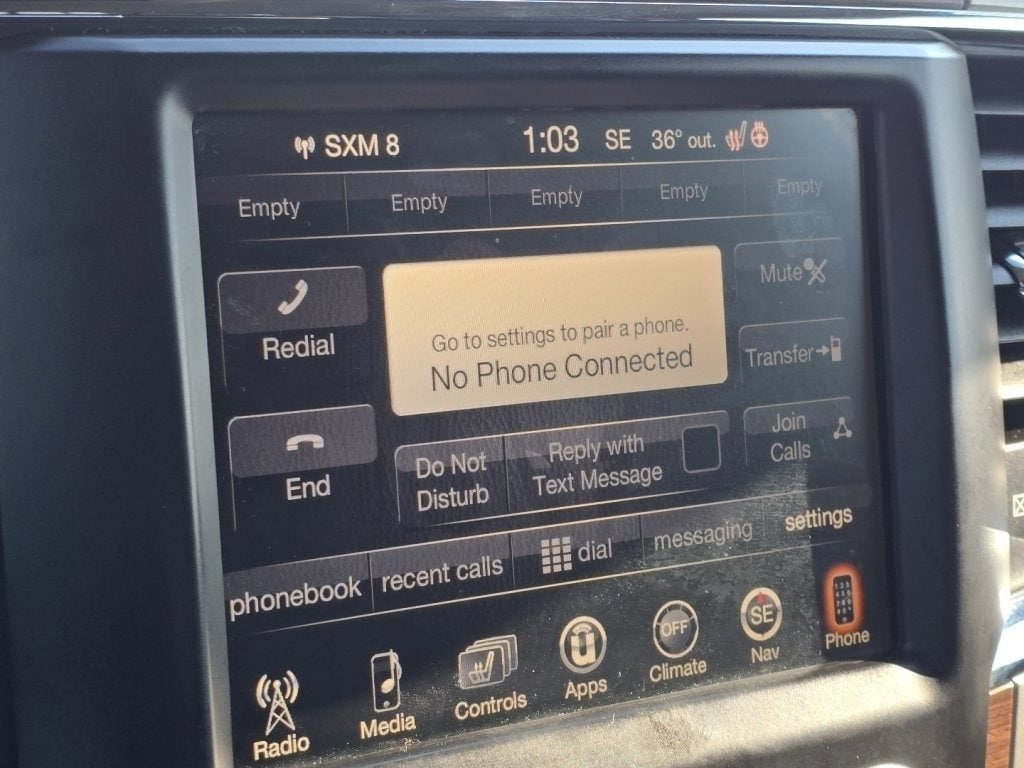 SXM 8 1:03 SE 36° out.
Empty Empty Empty Empty Empty
Redial
Go to settings to pair a phone.
No Phone Connected
Mute
Transfer
End
Do Not
Disturb
Reply with
Text Message
Join
Calls
phonebook recent calls dial messaging settings
Radio Media Controls Apps
OFF
Climate
SE
Nav
Phone